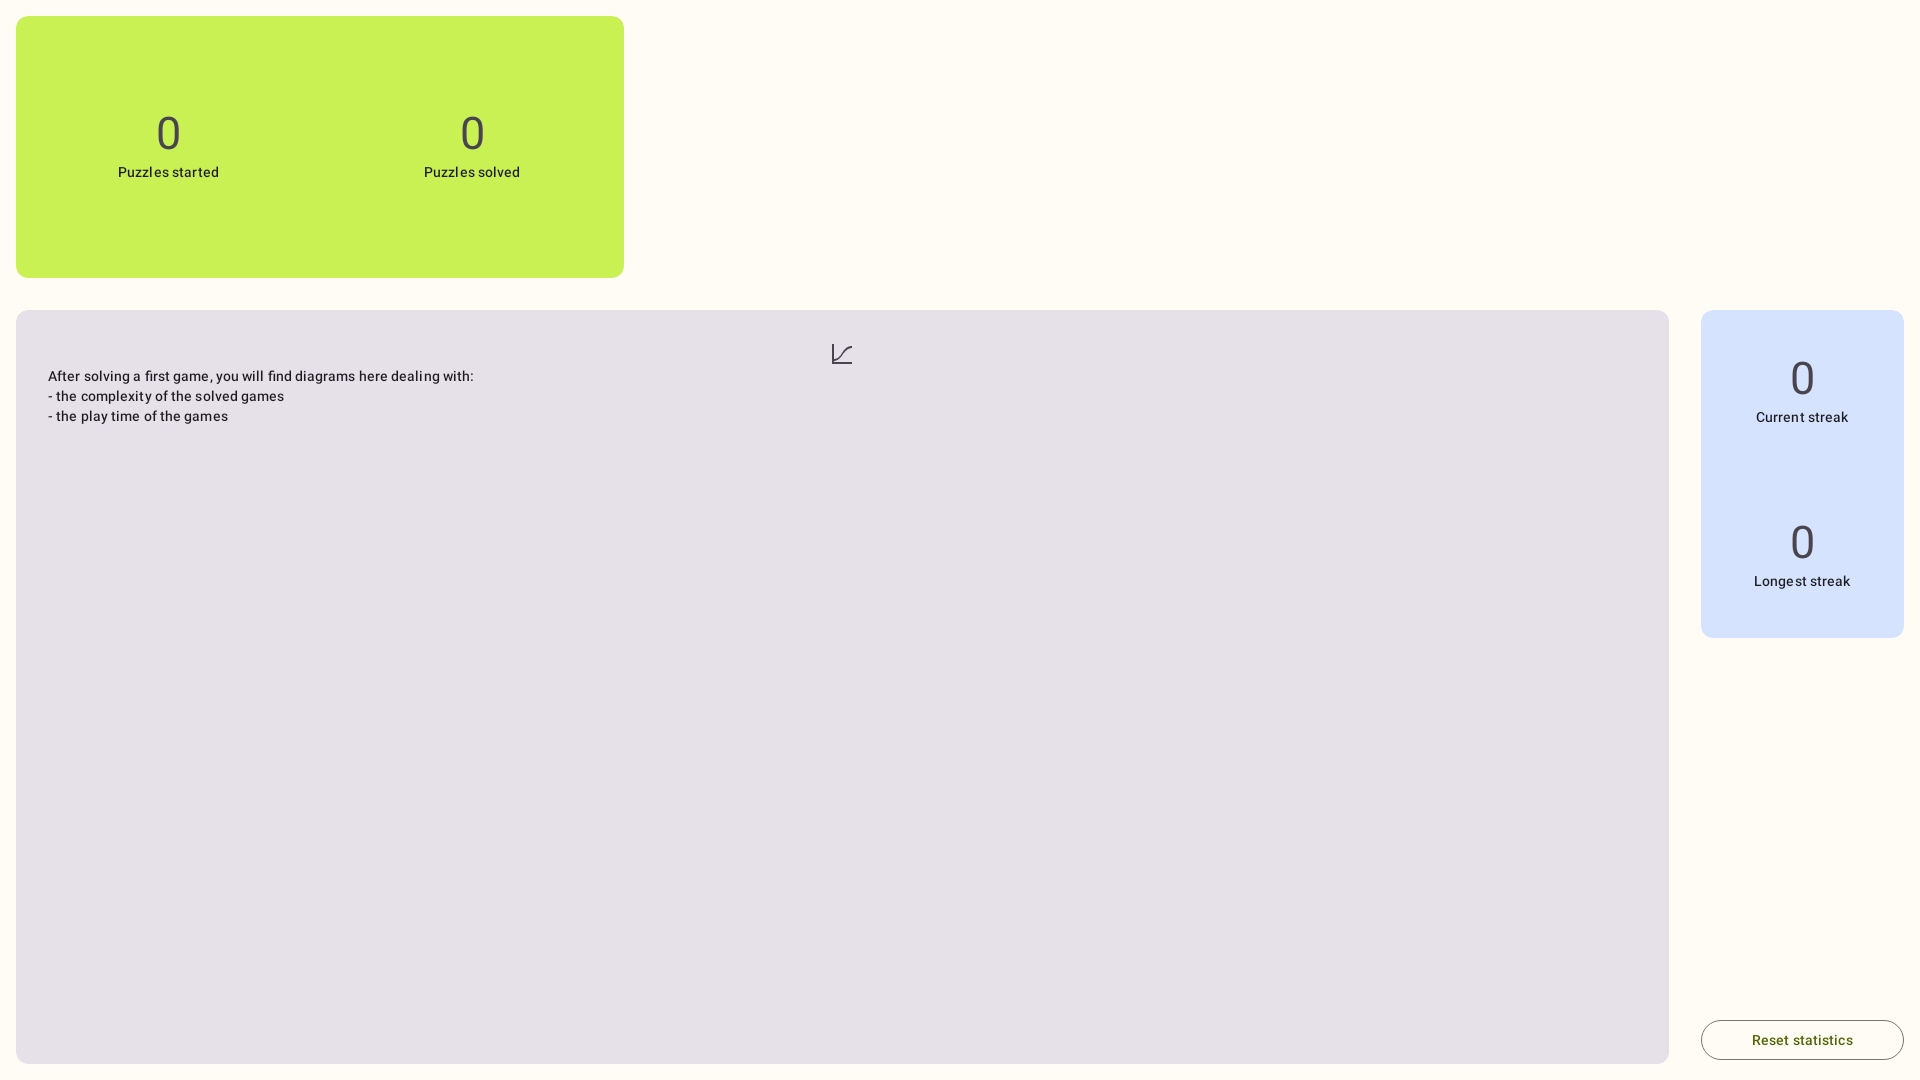 0
Puzzles started
0
Puzzles solved
After solving a first game, you will find diagrams here dealing with:
- the complexity of the solved games
- the play time of the games
0
Current streak
0
Longest streak
Reset statistics